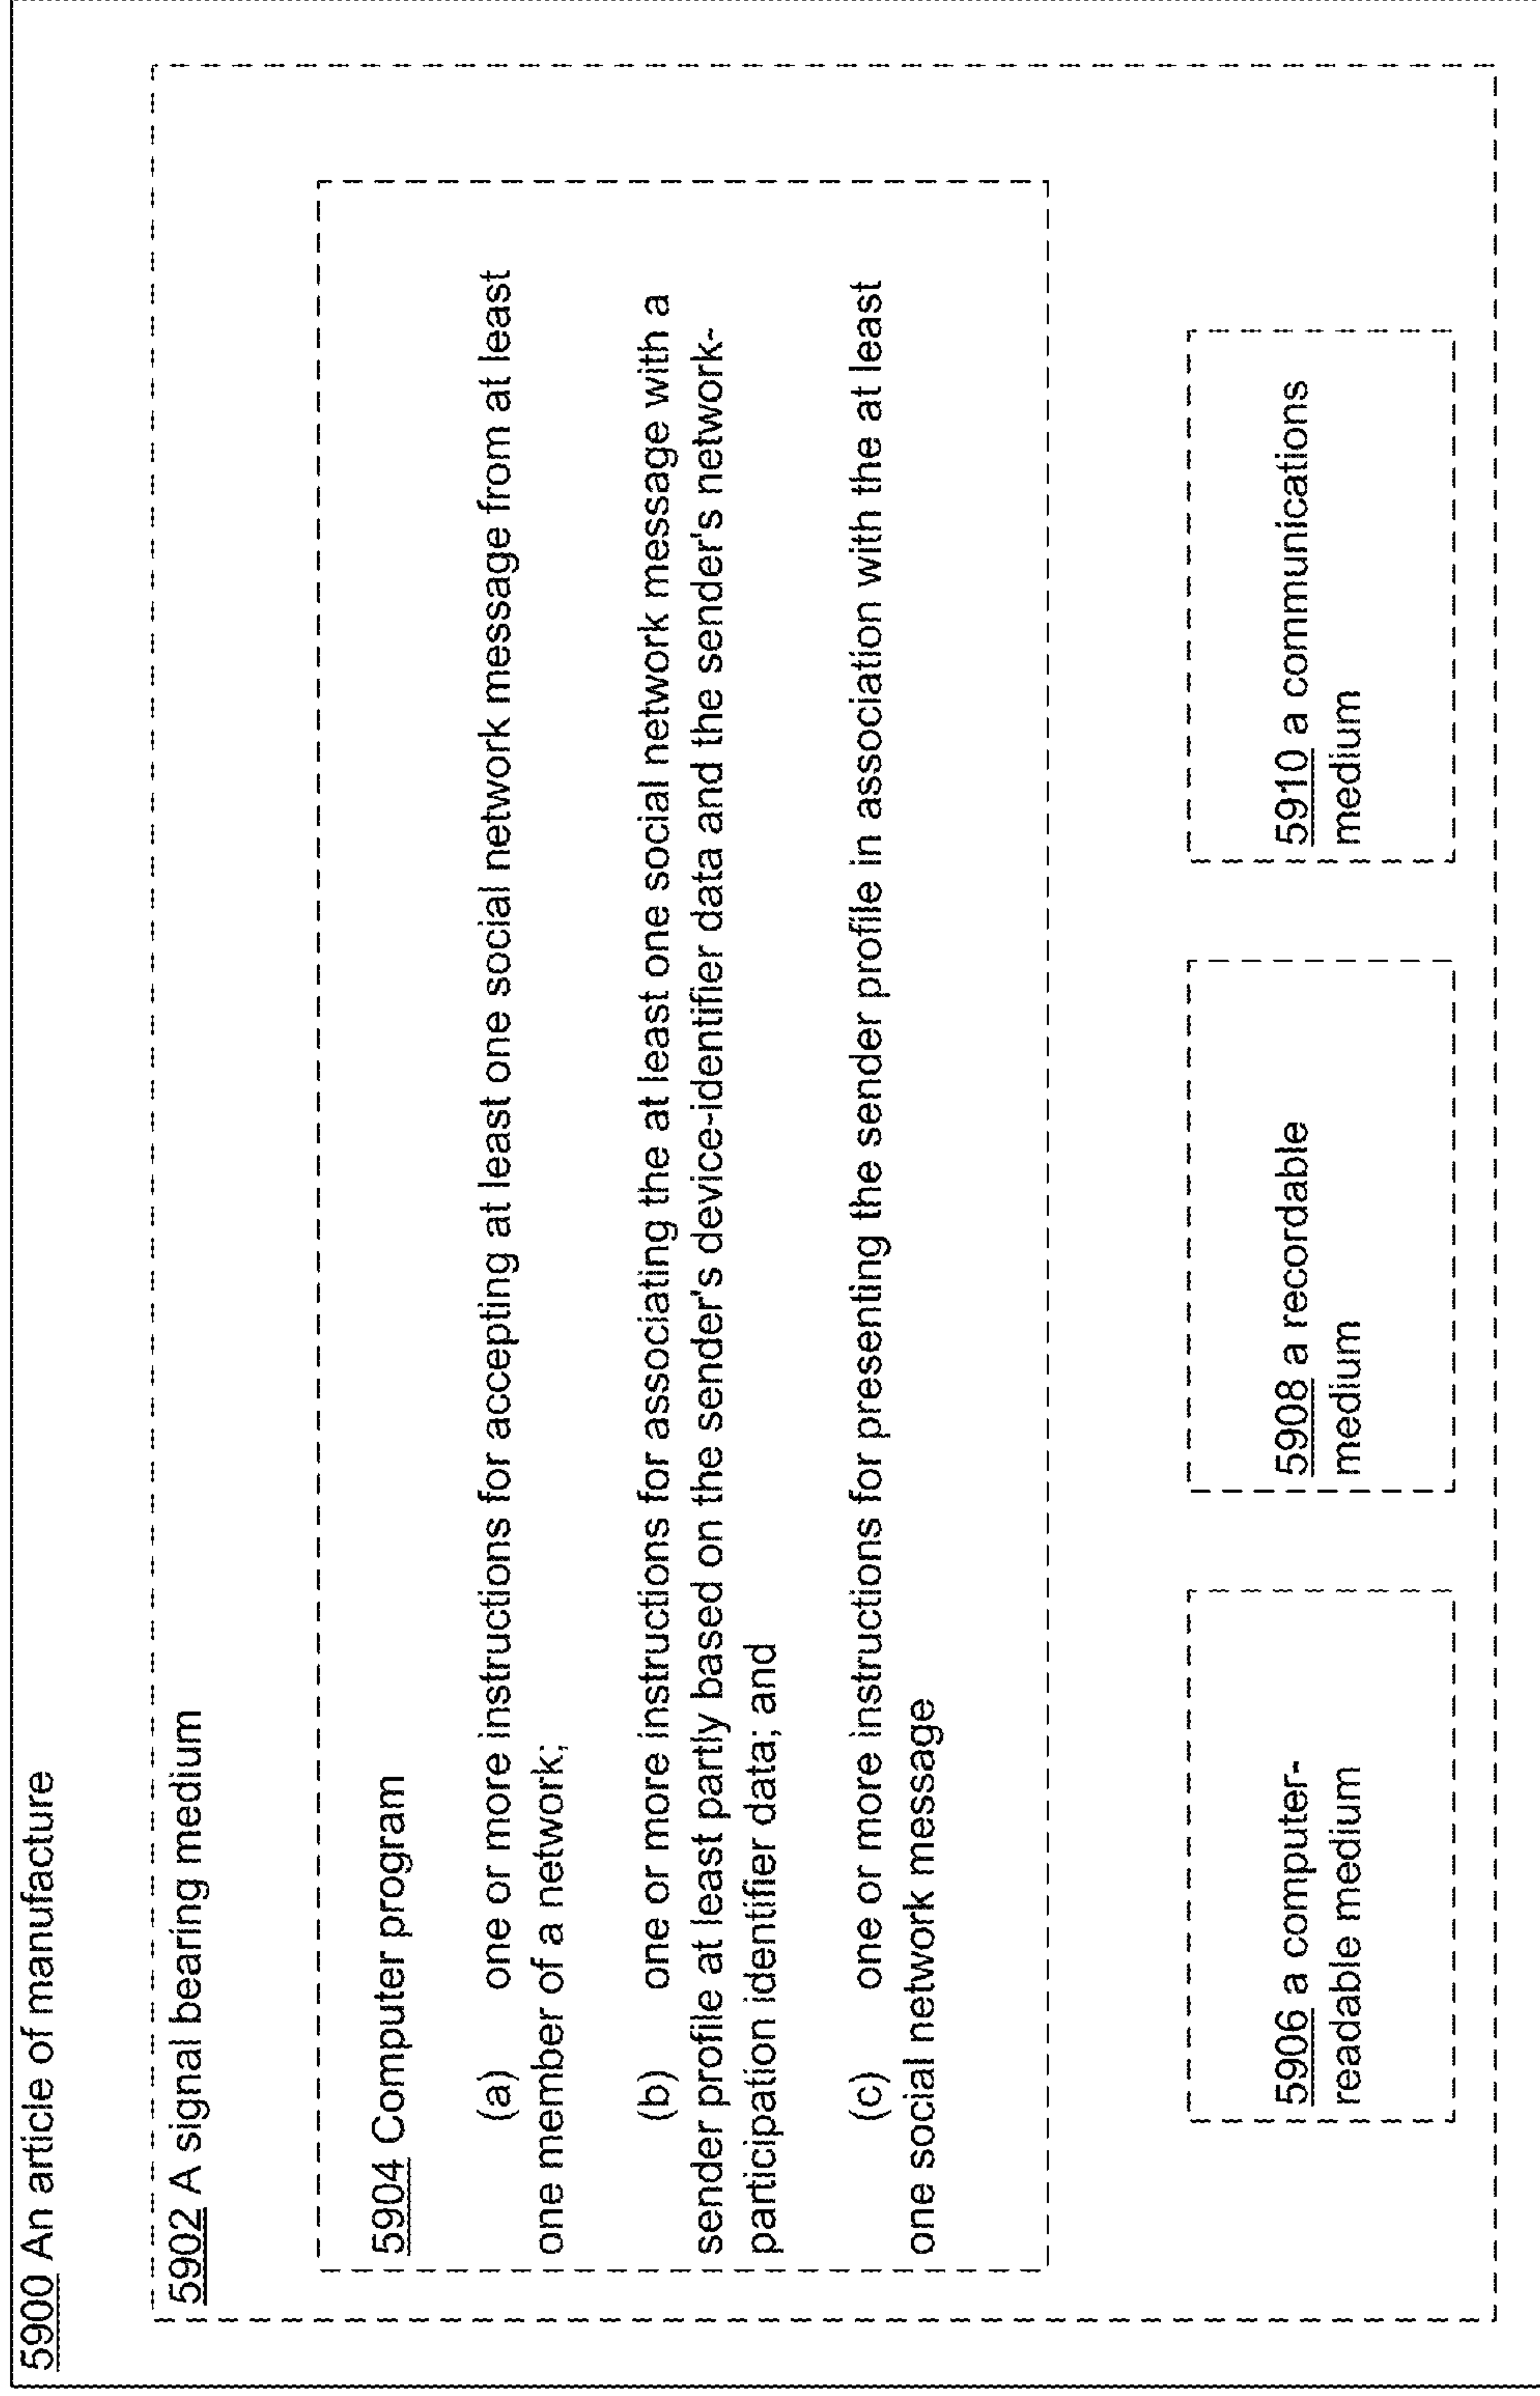 5900 An article of manufacture
5902 A signal bearing medium
5904 Computer program
(a) one or more instructions for accepting at least one social network message from at least
one member of a network;
(b) one or more instructions for associating the at least one social network message with a
sender profile at least partly based on the sender's device-identifier data and the sender's network-
participation identifier data; and
(c) one or more instructions for presenting the sender profile in association with the at least
one social network message
5906 a computer-
readable medium
5908 a recordable
medium
5910 a communications
medium